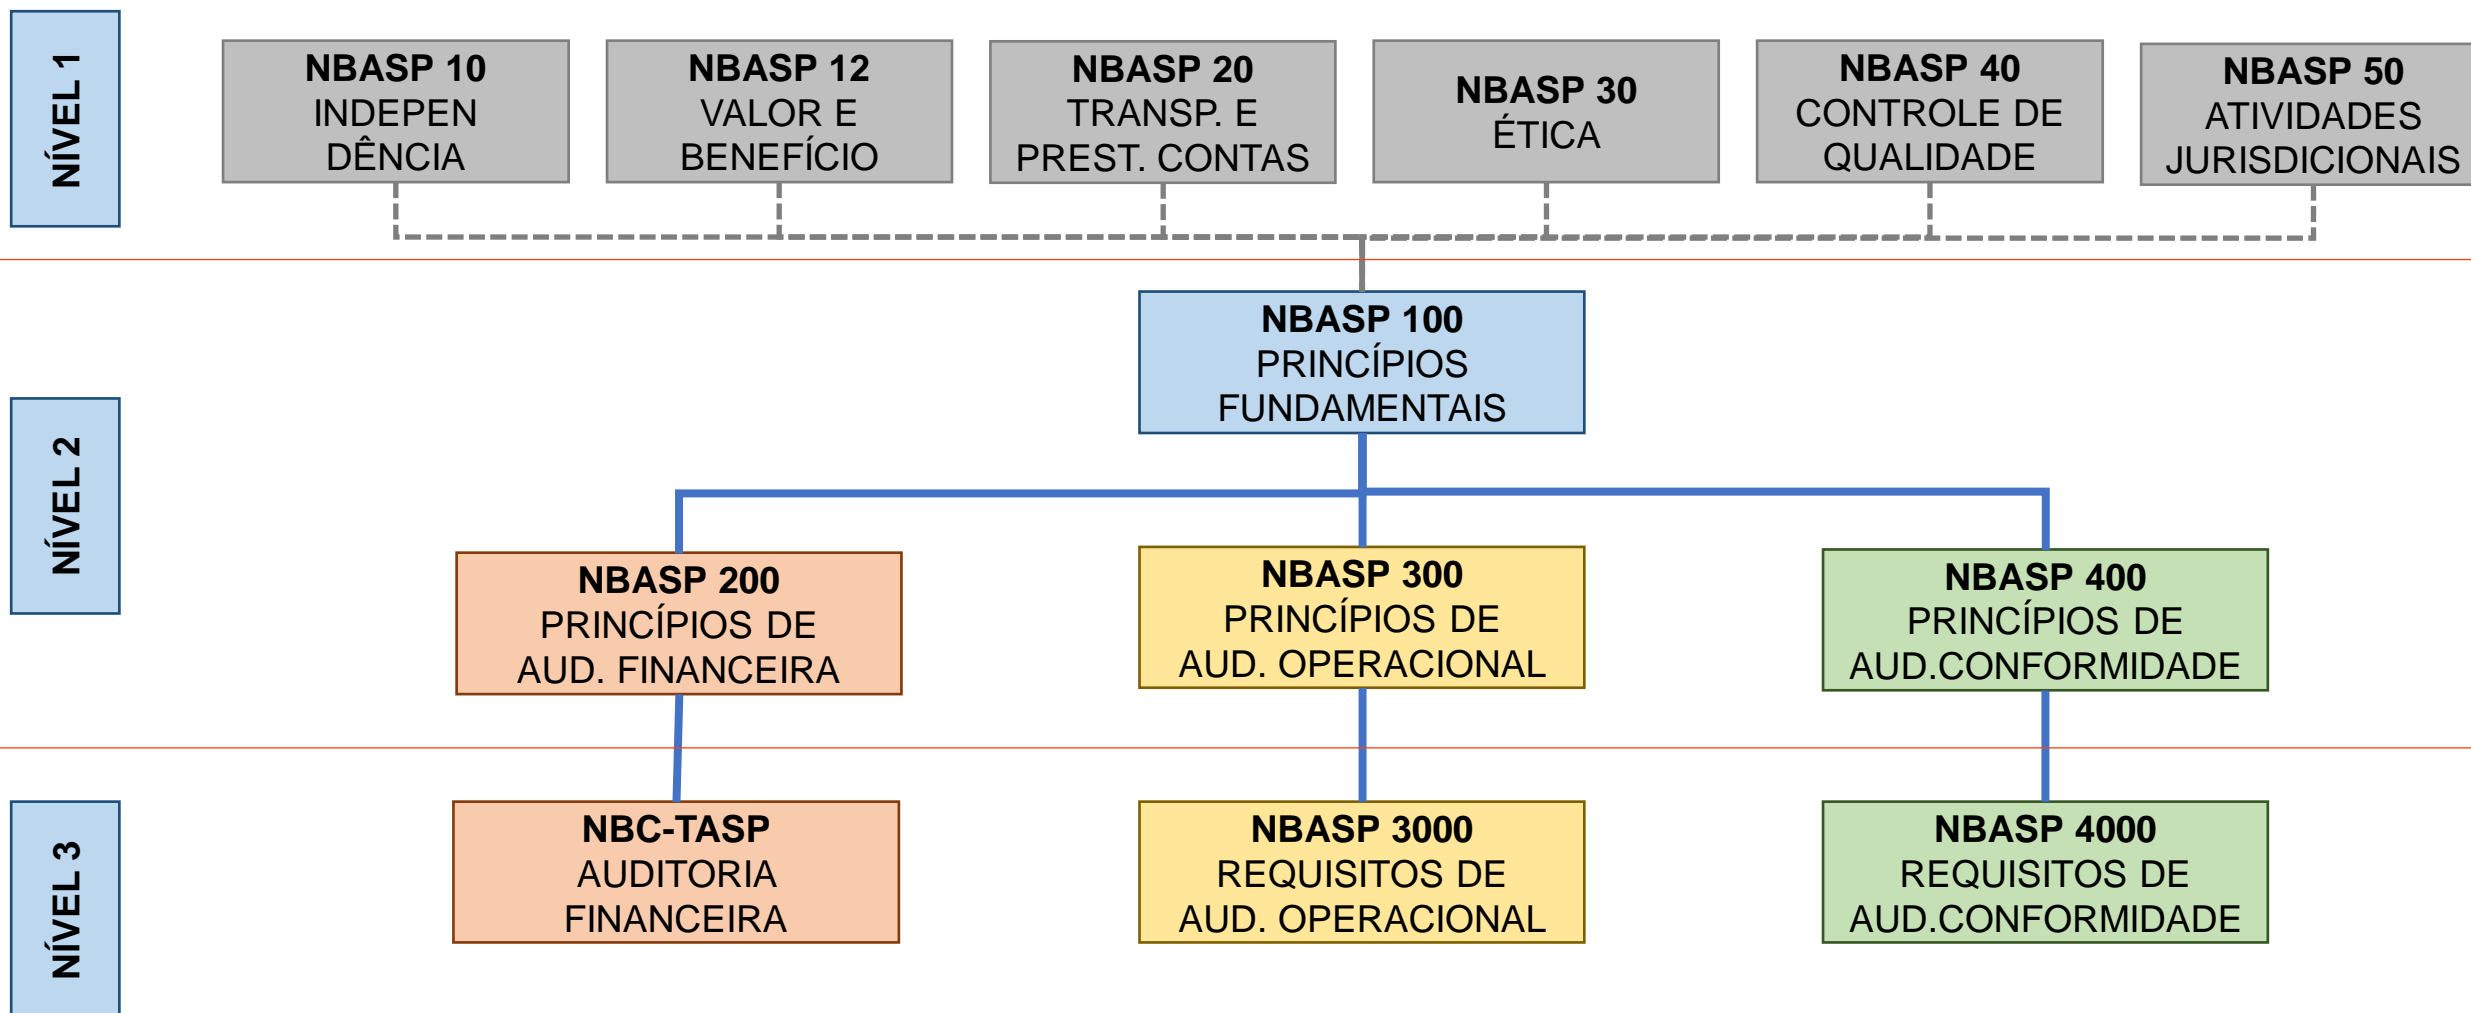 NÍVEL 1
NBASP 10
INDEPEN
DÊNCIA
NBASP 12
VALOR E
BENEFÍCIO
NBASP 20
TRANSP. E
PREST. CONTAS
NBASP 30
ÉTICA
NBASP 40
CONTROLE DE
QUALIDADE
NBASP 50
ATIVIDADES
JURISDICIONAIS
NÍVEL 2
NBASP 100
PRINCÍPIOS
FUNDAMENTAIS
NBASP 200
PRINCÍPIOS DE
AUD. FINANCEIRA
NBASP 300
PRINCÍPIOS DE
AUD. OPERACIONAL
NBASP 400
PRINCÍPIOS DE
AUD.CONFORMIDADE
NÍVEL 3
NBC-TASP
AUDITORIA
FINANCEIRA
NBASP 3000
REQUISITOS DE
AUD. OPERACIONAL
NBASP 4000
REQUISITOS DE
AUD.CONFORMIDADE